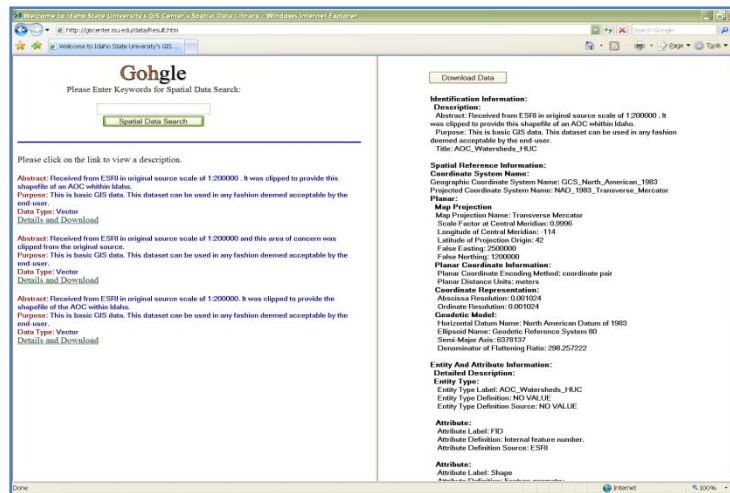 Welcome to Idaho State University's GIS Center's Spatial Data Library - Windows Internet Explorer
http://giscenter.isu.edu/data/Result.htm
Search Google
Welcome to Idaho State University's GIS ...
Page
Tools
Gohgle
Please Enter Keywords for Spatial Data Search:
Spatial Data Search
Please click on the link to view a description.
Abstract: Received from ESRI in original source scale of 1:200000 . It was clipped to provide this
shapefile of an AOC whithin Idaho.
Purpose: This is basic GIS data. This dataset can be used in any fashion deemed acceptable by the
end-user.
Data Type: Vector
Details and Download
Abstract: Received from ESRI in original source scale of 1:200000 and this area of concern was
clipped from the original source.
Purpose: This is basic GIS data. This dataset can be used in any fashion deemed acceptable by the
end-user.
Data Type: Vector
Details and Download
Abstract: Received from ESRI in original source scale of 1:200000. It was clipped to provide the
shapefile of the AOC within Idaho.
Purpose: This is basic GIS data. This dataset can be used in any fashion deemed acceptable by the
end-user.
Data Type: Vector
Details and Download
Download Data
Identification Information:
Description:
Abstract: Received from ESRI in original source scale of 1:200000 . It
was clipped to provide this shapefile of an AOC whithin Idaho.
Purpose: This is basic GIS data. This dataset can be used in any fashion
deemed acceptable by the end-user.
Title: AOC_Watersheds_HUC
Spatial Reference Information:
Coordinate System Name:
Geographic Coordinate System Name: GCS_North_American_1983
Projected Coordinate System Name: NAD_1983_Transverse_Mercator
Planar:
Map Projection
Map Projection Name: Transverse Mercator
Scale Factor at Central Meridian: 0.9996
Longitude of Central Meridian: -114
Latitude of Projection Origin: 42
False Easting: 2500000
False Northing: 1200000
Planar Coordinate Information:
Planar Coordinate Encoding Method: coordinate pair
Planar Distance Units: meters
Coordinate Representation:
Abscissa Resolution: 0.001024
Ordinate Resolution: 0.001024
Geodetic Model:
Horizontal Datum Name: North American Datum of 1983
Ellipsoid Name: Geodetic Reference System 80
Semi-Major Axis: 6378137
Denominator of Flattening Ratio: 298.257222
Entity And Attribute Information:
Detailed Description:
Entity Type:
Entity Type Label: AOC_Watersheds_HUC
Entity Type Definition: NO VALUE
Entity Type Definition Source: NO VALUE
Attribute:
Attribute Label: FID
Attribute Definition: Internal feature number.
Attribute Definition Source: ESRI
Attribute:
Attribute Label: Shape
Attribute Definition: Feature geometry.
Done
Internet
100%